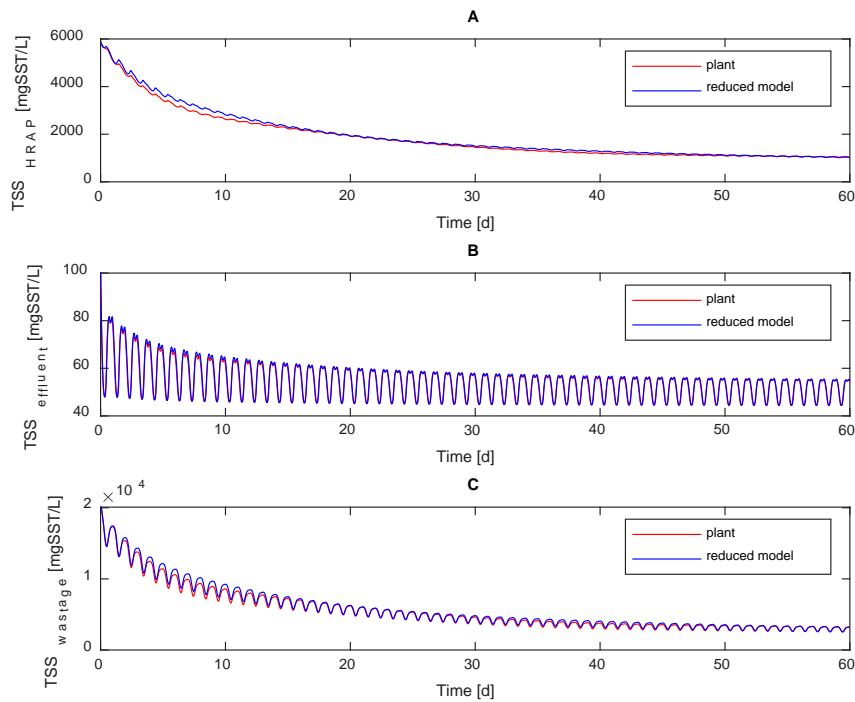 A
6000
4000
2000
0
TSS HRAP [mgSST/L]
plant
reduced model
0 10 20 30 40 50 60
Time [d]
B
100
80
60
40
TSS effluent [mgSST/L]
plant
reduced model
0 10 20 30 40 50 60
Time [d]
C
× 10 4
2
1
0
TSS wastage [mgSST/L]
plant
reduced model
0 10 20 30 40 50 60
Time [d]